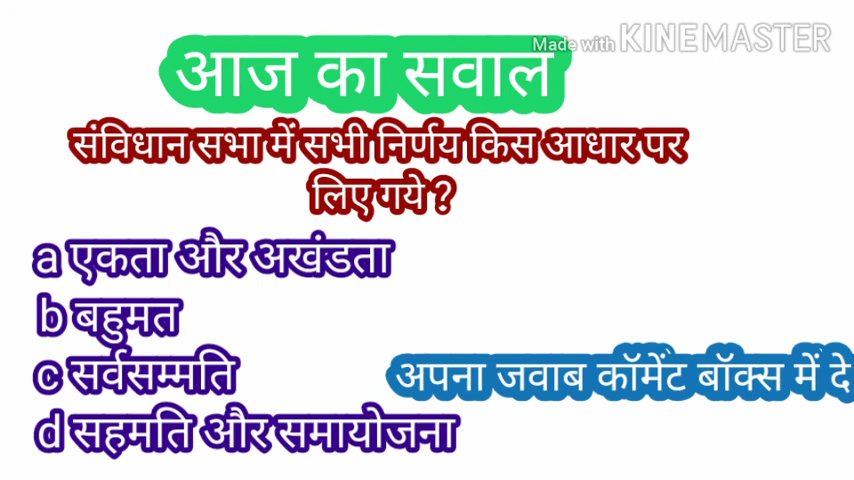 Made with KINEMASTER
आज का सवाल
संविधान सभा में सभी निर्णय किस आधार पर
लिए गये ?
a एकता और अखंडता
b बहुमत
c सर्वसम्मति
अपना जवाब कॉमेंट बॉक्स में दे
d सहमति और समायोजना